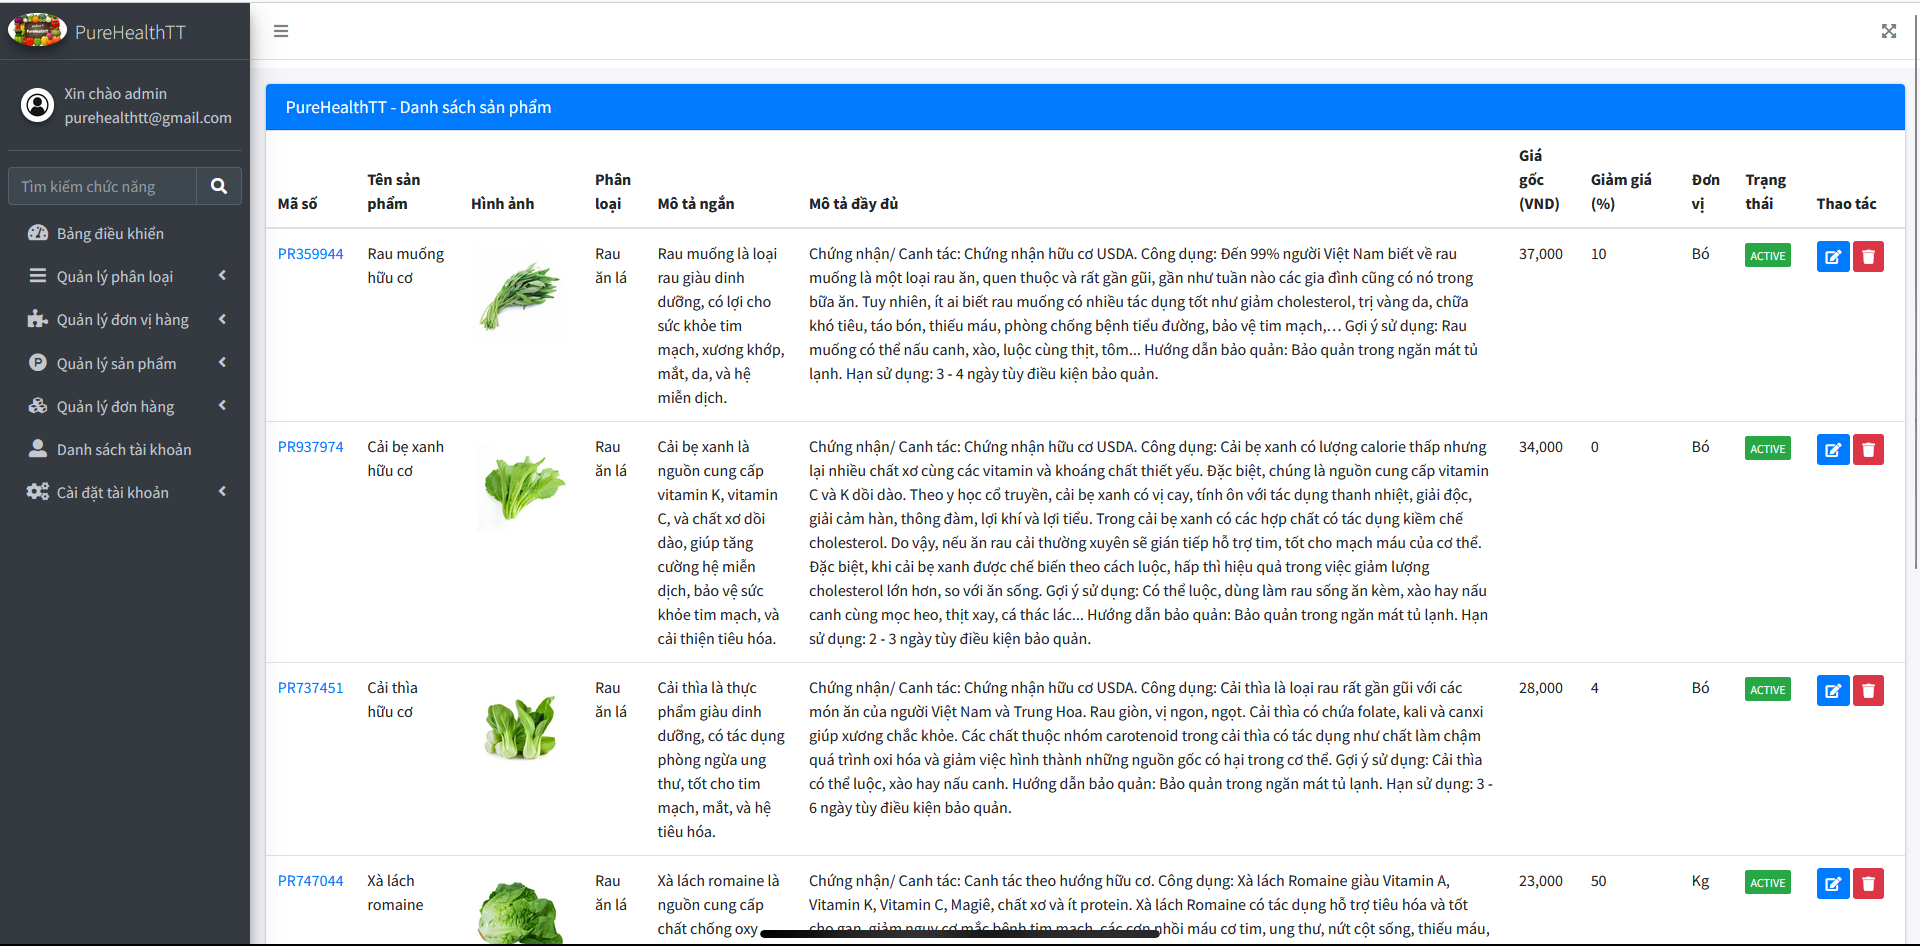 PureHealthTT
Xin chào admin
purehealthtt@gmail.com
Tìm kiếm chức năng
Bảng điều khiển
Quản lý phân loại
Quản lý đơn vị hàng
Quản lý sản phẩm
Quản lý đơn hàng
Danh sách tài khoản
Cài đặt tài khoản
PureHealthTT - Danh sách sản phẩm
Mã số
Tên sản
phẩm
Hình ảnh
Phân
loại
Mô tả ngắn
Mô tả đầy đủ
Giá
gốc
(VND)
Giảm giá
(%)
Đơn
vị
Trạng
thái
Thao tác
PR359944
Rau muống
hữu cơ
Rau
ăn lá
Rau muống là loại
rau giàu dinh
dưỡng, có lợi cho
sức khỏe tim
mạch, xương khớp,
mắt, da, và hệ
miễn dịch.
Chứng nhận/ Canh tác: Chứng nhận hữu cơ USDA. Công dụng: Đến 99% người Việt Nam biết về rau
muống là một loại rau ăn, quen thuộc và rất gần gũi, gần như tuần nào các gia đình cũng có nó trong
bữa ăn. Tuy nhiên, ít ai biết rau muống có nhiều tác dụng tốt như giảm cholesterol, trị vàng da, chữa
khó tiêu, táo bón, thiếu máu, phòng chống bệnh tiểu đường, bảo vệ tim mạch,… Gợi ý sử dụng: Rau
muống có thể nấu canh, xào, luộc cùng thịt, tôm... Hướng dẫn bảo quản: Bảo quản trong ngăn mát tủ
lạnh. Hạn sử dụng: 3 - 4 ngày tùy điều kiện bảo quản.
37,000
10
Bó
ACTIVE
PR937974
Cải bẹ xanh
hữu cơ
Rau
ăn lá
Cải bẹ xanh là
nguồn cung cấp
vitamin K, vitamin
C, và chất xơ dồi
dào, giúp tăng
cường hệ miễn
dịch, bảo vệ sức
khỏe tim mạch, và
cải thiện tiêu hóa.
Chứng nhận/ Canh tác: Chứng nhận hữu cơ USDA. Công dụng: Cải bẹ xanh có lượng calorie thấp nhưng
lại nhiều chất xơ cùng các vitamin và khoáng chất thiết yếu. Đặc biệt, chúng là nguồn cung cấp vitamin
C và K dồi dào. Theo y học cổ truyền, cải bẹ xanh có vị cay, tính ôn với tác dụng thanh nhiệt, giải độc,
giải cảm hàn, thông đàm, lợi khí và lợi tiểu. Trong cải bẹ xanh có các hợp chất có tác dụng kiềm chế
cholesterol. Do vậy, nếu ăn rau cải thường xuyên sẽ gián tiếp hỗ trợ tim, tốt cho mạch máu của cơ thể.
Đặc biệt, khi cải bẹ xanh được chế biến theo cách luộc, hấp thì hiệu quả trong việc giảm lượng
cholesterol lớn hơn, so với ăn sống. Gợi ý sử dụng: Có thể luộc, dùng làm rau sống ăn kèm, xào hay nấu
canh cùng mọc heo, thịt xay, cá thác lác... Hướng dẫn bảo quản: Bảo quản trong ngăn mát tủ lạnh. Hạn
sử dụng: 2 - 3 ngày tùy điều kiện bảo quản.
34,000
0
Bó
ACTIVE
PR737451
Cải thìa
hữu cơ
Rau
ăn lá
Cải thìa là thực
phẩm giàu dinh
dưỡng, có tác dụng
phòng ngừa ung
thư, tốt cho tim
mạch, mắt, và hệ
tiêu hóa.
Chứng nhận/ Canh tác: Chứng nhận hữu cơ USDA. Công dụng: Cải thìa là loại rau rất gần gũi với các
món ăn của người Việt Nam và Trung Hoa. Rau giòn, vị ngon, ngọt. Cải thìa có chứa folate, kali và canxi
giúp xương chắc khỏe. Các chất thuộc nhóm carotenoid trong cải thìa có tác dụng như chất làm chậm
quá trình oxi hóa và giảm việc hình thành những nguồn gốc có hại trong cơ thể. Gợi ý sử dụng: Cải thìa
có thể luộc, xào hay nấu canh. Hướng dẫn bảo quản: Bảo quản trong ngăn mát tủ lạnh. Hạn sử dụng: 3 -
6 ngày tùy điều kiện bảo quản.
28,000
4
Bó
ACTIVE
PR747044
Xà lách
romaine
Rau
ăn lá
Xà lách romaine là
nguồn cung cấp
chất chống oxy
Chứng nhận/ Canh tác: Canh tác theo hướng hữu cơ. Công dụng: Xà lách Romaine giàu Vitamin A,
Vitamin K, Vitamin C, Magiê, chất xơ và ít protein. Xà lách Romaine có tác dụng hỗ trợ tiêu hóa và tốt
cho gan, giảm nguy cơ mắc bệnh tim mạch, các cơn nhồi máu cơ tim, ung thư, nứt cột sống, thiếu máu,
23,000
50
Kg
ACTIVE